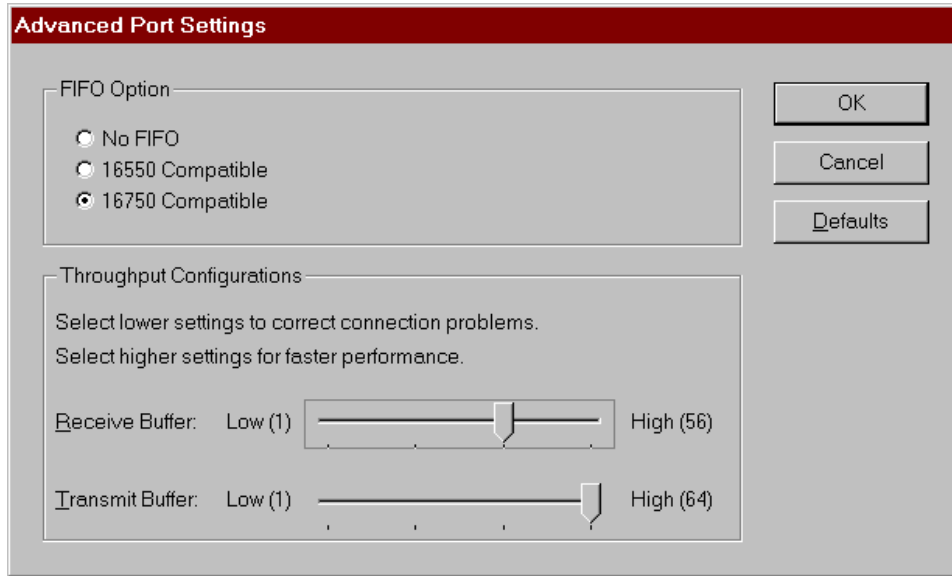 Advanced Port Settings
FIFO Option
No FIFO
16550 Compatible
16750 Compatible
OK
Cancel
Defaults
Throughput Configurations
Select lower settings to correct connection problems.
Select higher settings for faster performance.
Receive Buffer: Low (1) High (56)
Transmit Buffer: Low (1) High (64)